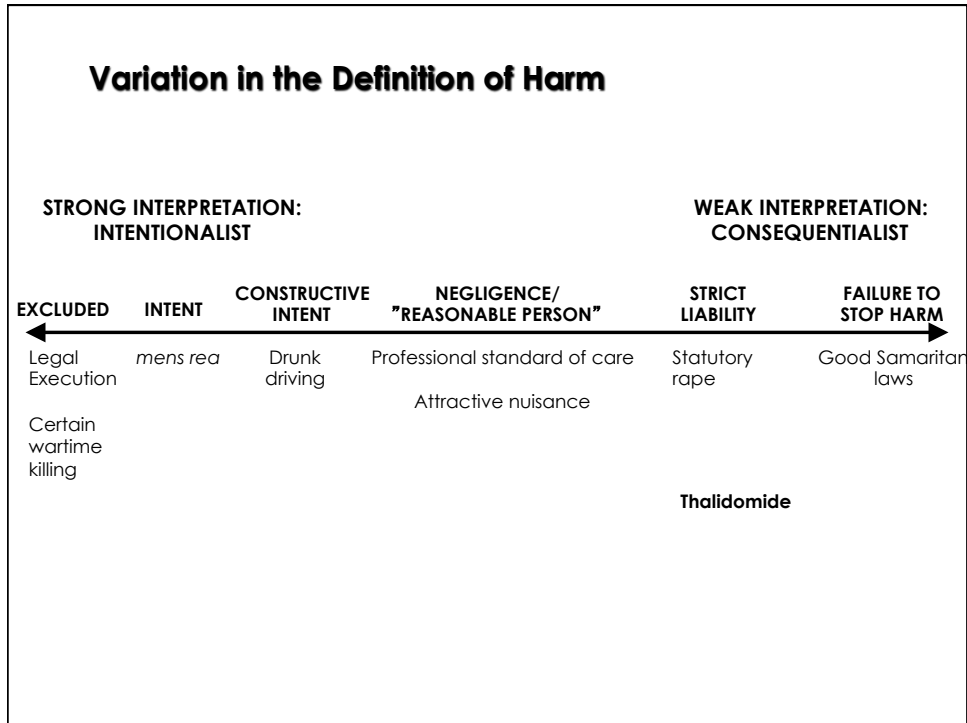 Variation in the Definition of Harm
STRONG INTERPRETATION:
INTENTIONALIST
WEAK INTERPRETATION:
CONSEQUENTIALIST
EXCLUDED
INTENT
CONSTRUCTIVE
INTENT
NEGLIGENCE/
”REASONABLE PERSON”
STRICT
LIABILITY
FAILURE TO
STOP HARM
Legal
Execution
Certain
wartime
killing
mens rea
Drunk
driving
Professional standard of care
Attractive nuisance
Statutory
rape
Good Samaritan
laws
Thalidomide